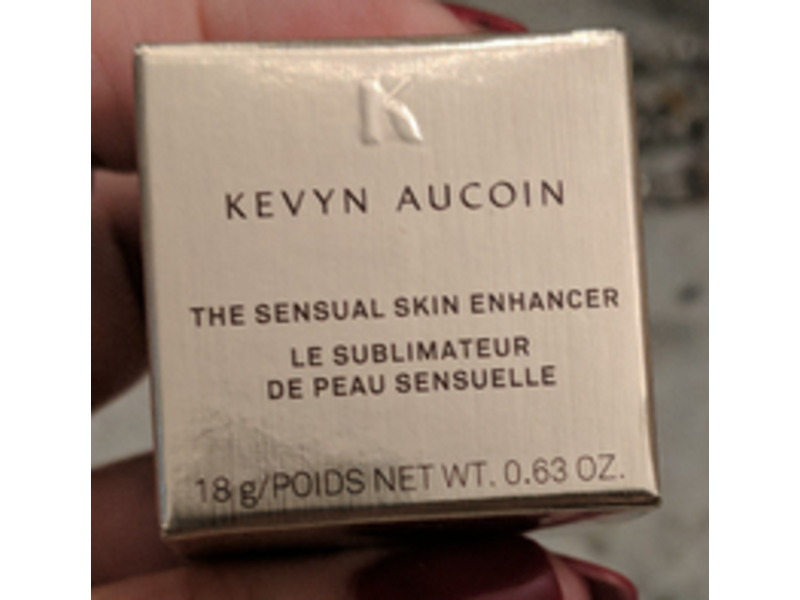 K
KEVYN AUCOIN
THE SENSUAL SKIN ENHANCER
LE SUBLIMATEUR
DE PEAU SENSUELLE
18 g/POIDS NET WT. 0.63 OZ.